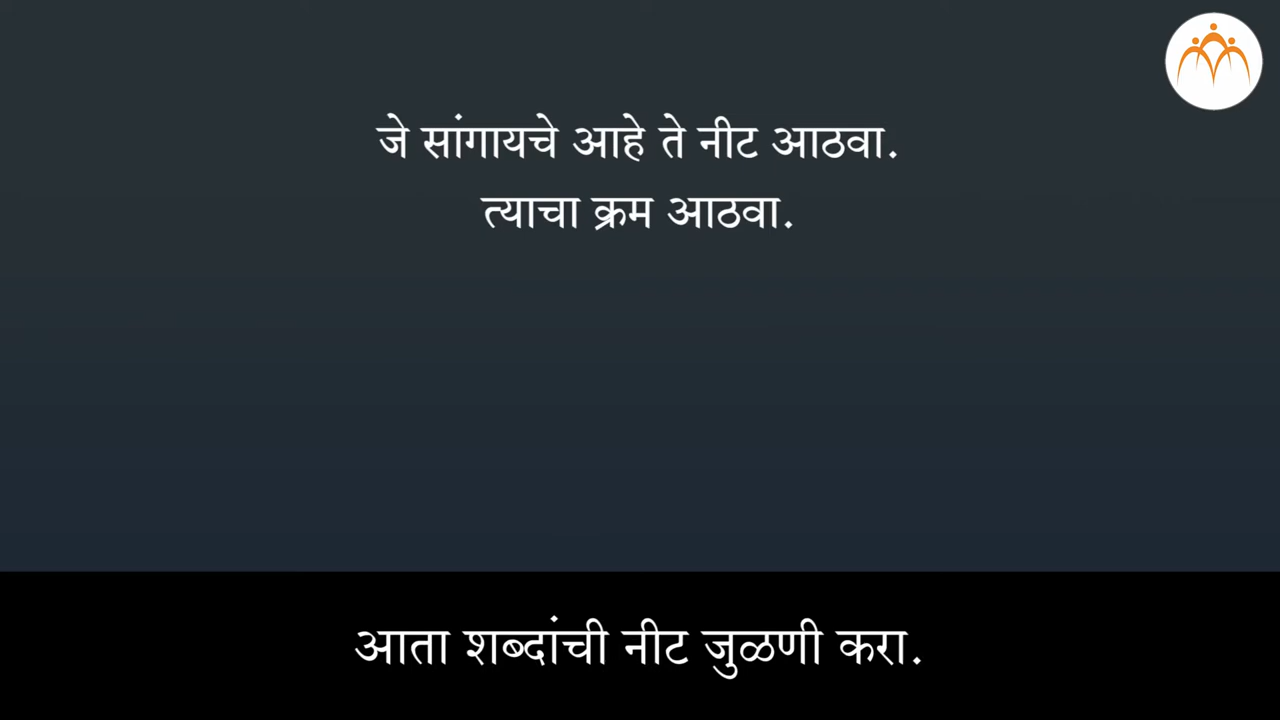 जे सांगायचे आहे ते नीट आठवा.
त्याचा क्रम आठवा.
आता शब्दांची नीट जुळणी करा.